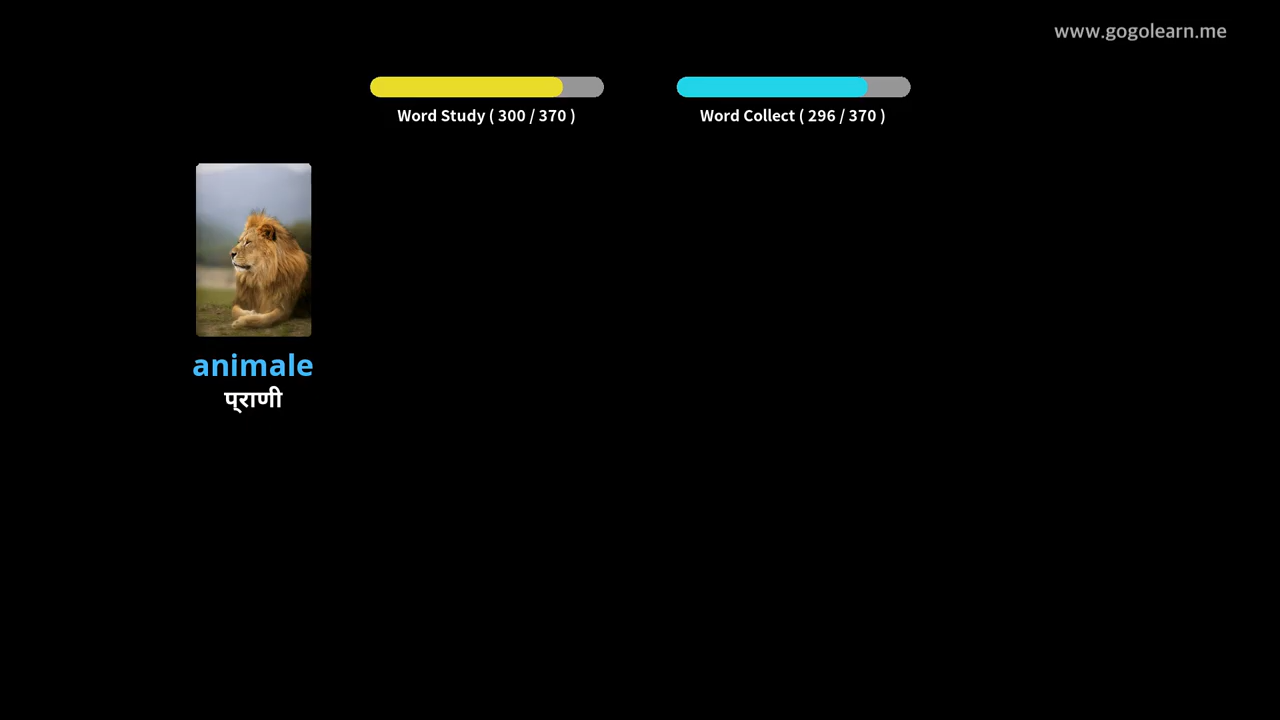 www.gogolearn.me
Word Study ( 300 / 370 )
Word Collect ( 296 / 370 )
animale
प्राणी